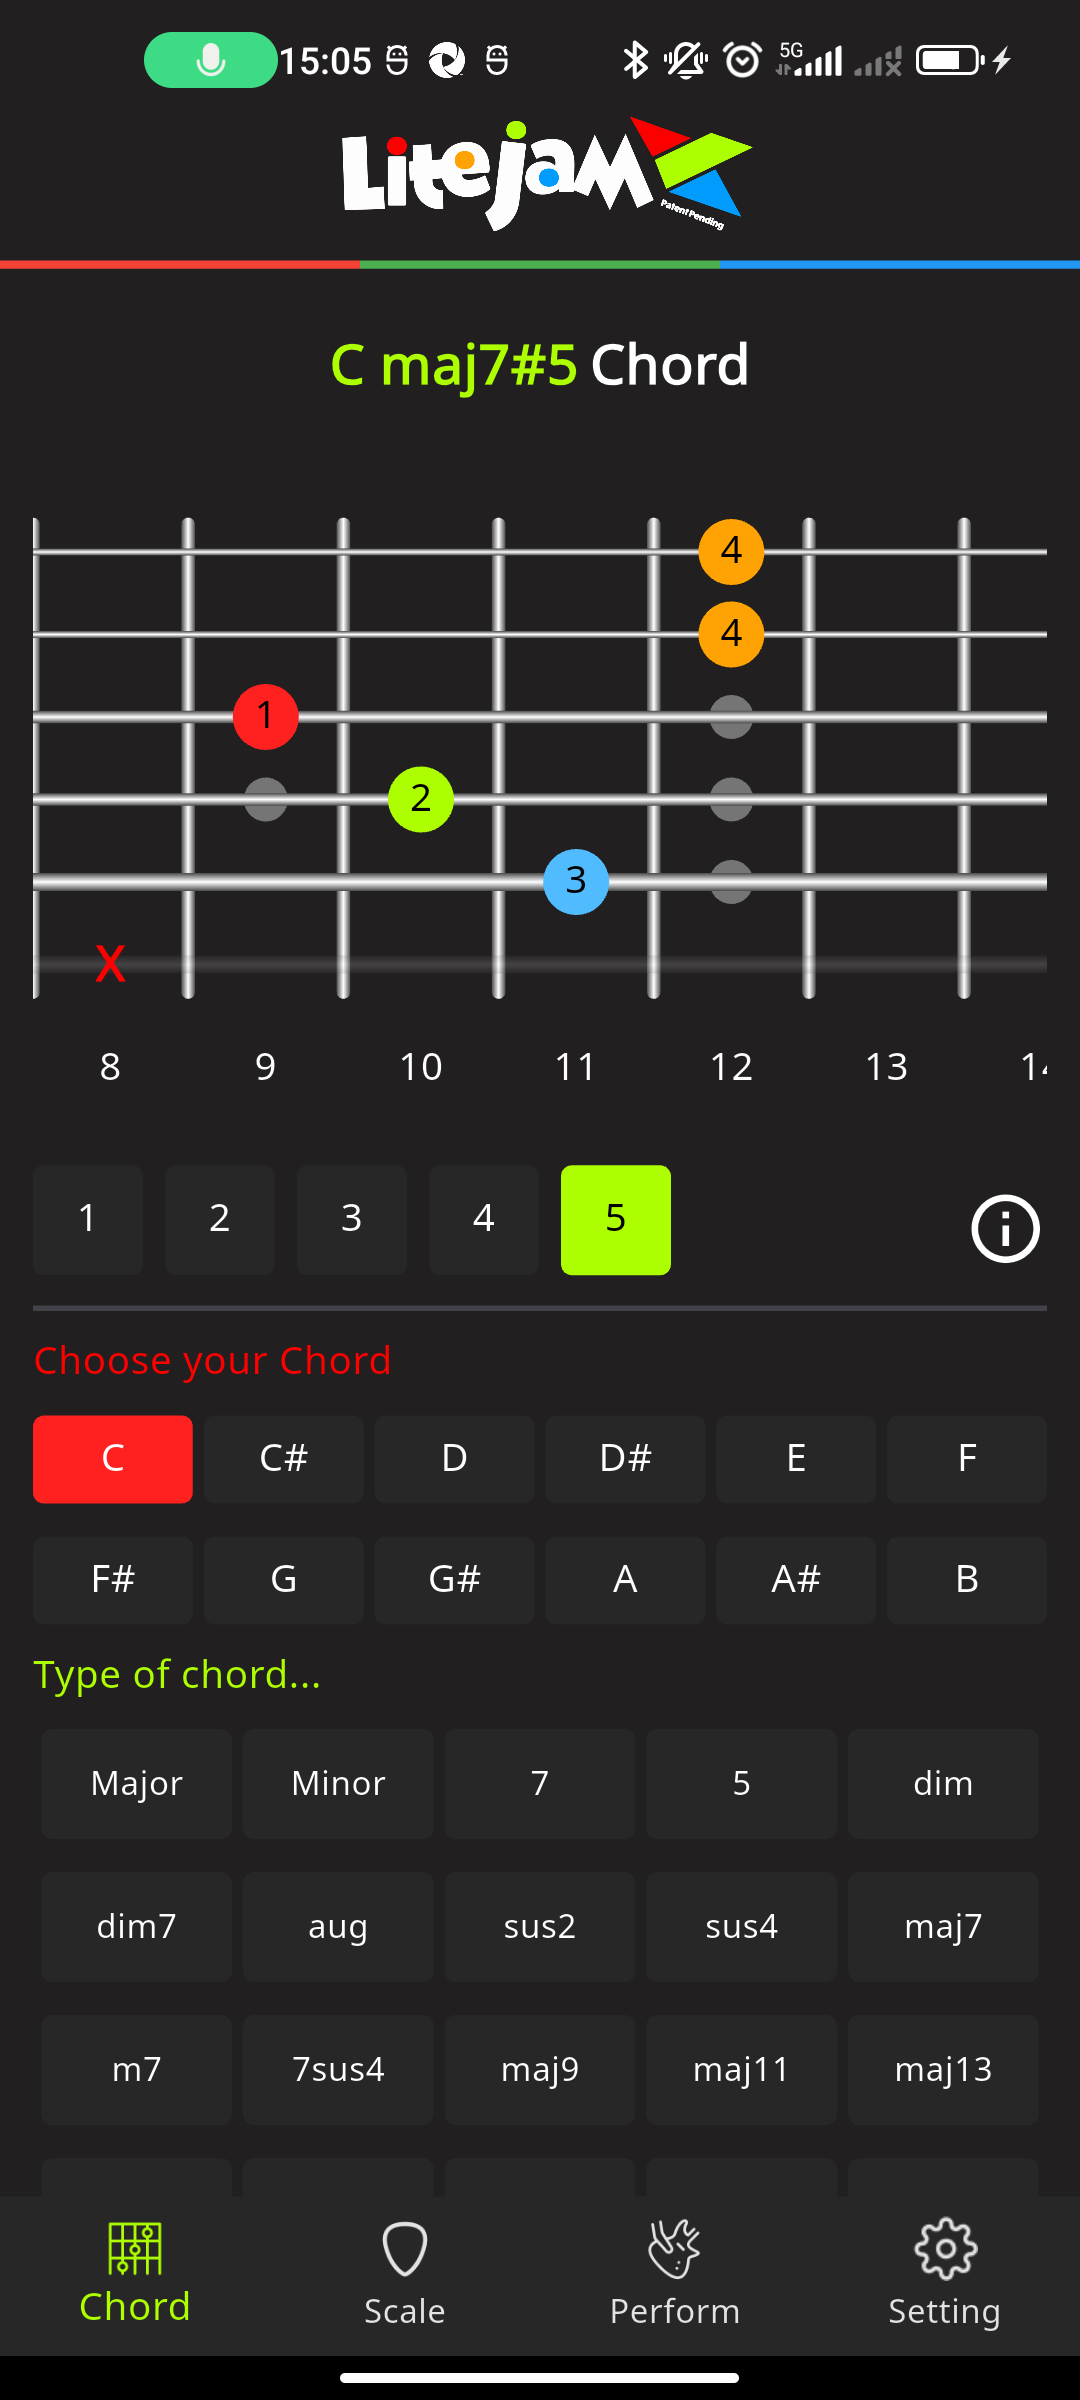 15:05 5G
LitejaM
Patent Pending
C maj7#5 Chord
4
4
1
2
3
X
8 9 10 11 12 13 14
1 2 3 4 5
Choose your Chord
C C# D D# E F
F# G G# A A# B
Type of chord...
Major Minor 7 5 dim
dim7 aug sus2 sus4 maj7
m7 7sus4 maj9 maj11 maj13
Chord Scale Perform Setting